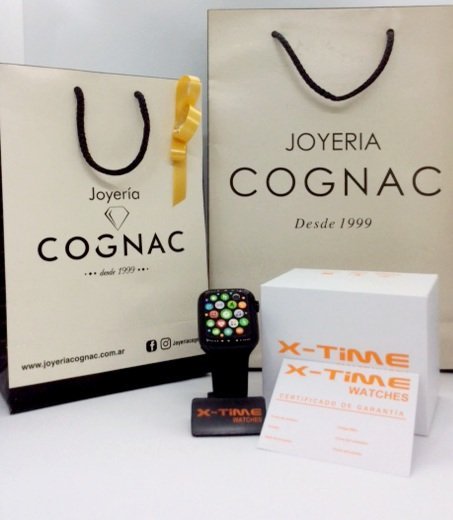 Joyería
COGNAC
desde 1999
www.joyeriacognac.com.ar
JOYERIA
COGNAC
Desde 1999
X-TiME
WATCHES
X-TiME
X-TiME
WATCHES
CERTIFICADO DE GARANTÍA